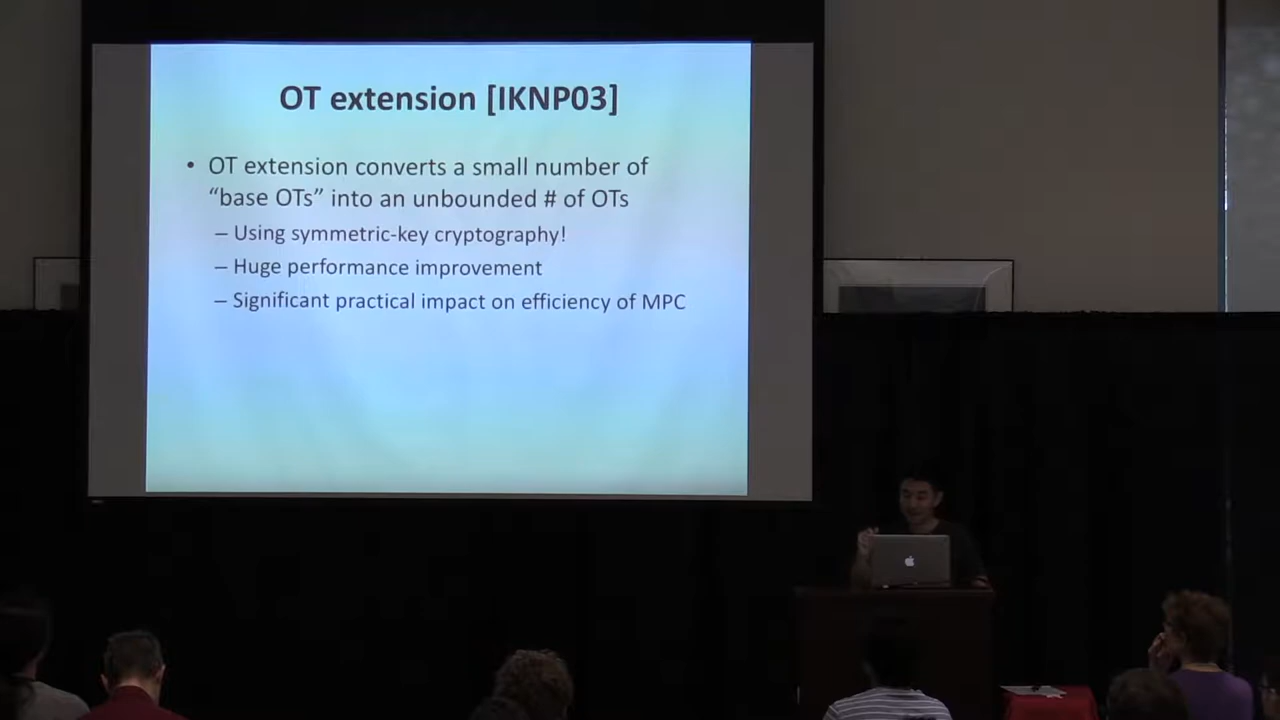 OT extension [IKNP03]
• OT extension converts a small number of
“base OTs” into an unbounded # of OTs
– Using symmetric-key cryptography!
– Huge performance improvement
– Significant practical impact on efficiency of MPC